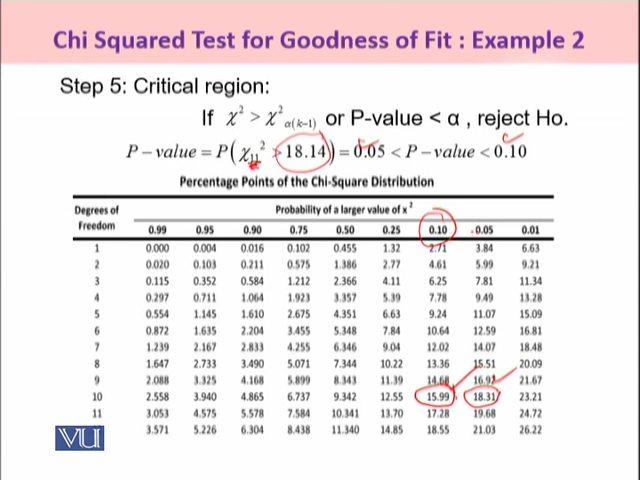 Chi Squared Test for Goodness of Fit : Example 2
Step 5: Critical region:
If χ² > χ²α(k−1) or P-value < α , reject Ho.
P − value = P(χ11² > 18.14) = 0.05 < P − value < 0.10
Percentage Points of the Chi-Square Distribution
Degrees of Freedom Probability of a larger value of x²
0.99 0.95 0.90 0.75 0.50 0.25 0.10 0.05 0.01
1 0.000 0.004 0.016 0.102 0.455 1.32 2.71 3.84 6.63
2 0.020 0.103 0.211 0.575 1.386 2.77 4.61 5.99 9.21
3 0.115 0.352 0.584 1.212 2.366 4.11 6.25 7.81 11.34
4 0.297 0.711 1.064 1.923 3.357 5.39 7.78 9.49 13.28
5 0.554 1.145 1.610 2.675 4.351 6.63 9.24 11.07 15.09
6 0.872 1.635 2.204 3.455 5.348 7.84 10.64 12.59 16.81
7 1.239 2.167 2.833 4.255 6.346 9.04 12.02 14.07 18.48
8 1.647 2.733 3.490 5.071 7.344 10.22 13.36 15.51 20.09
9 2.088 3.325 4.168 5.899 8.343 11.39 14.68 16.92 21.67
10 2.558 3.940 4.865 6.737 9.342 12.55 15.99 18.31 23.21
11 3.053 4.575 5.578 7.584 10.341 13.70 17.28 19.68 24.72
3.571 5.226 6.304 8.438 11.340 14.85 18.55 21.03 26.22
VU